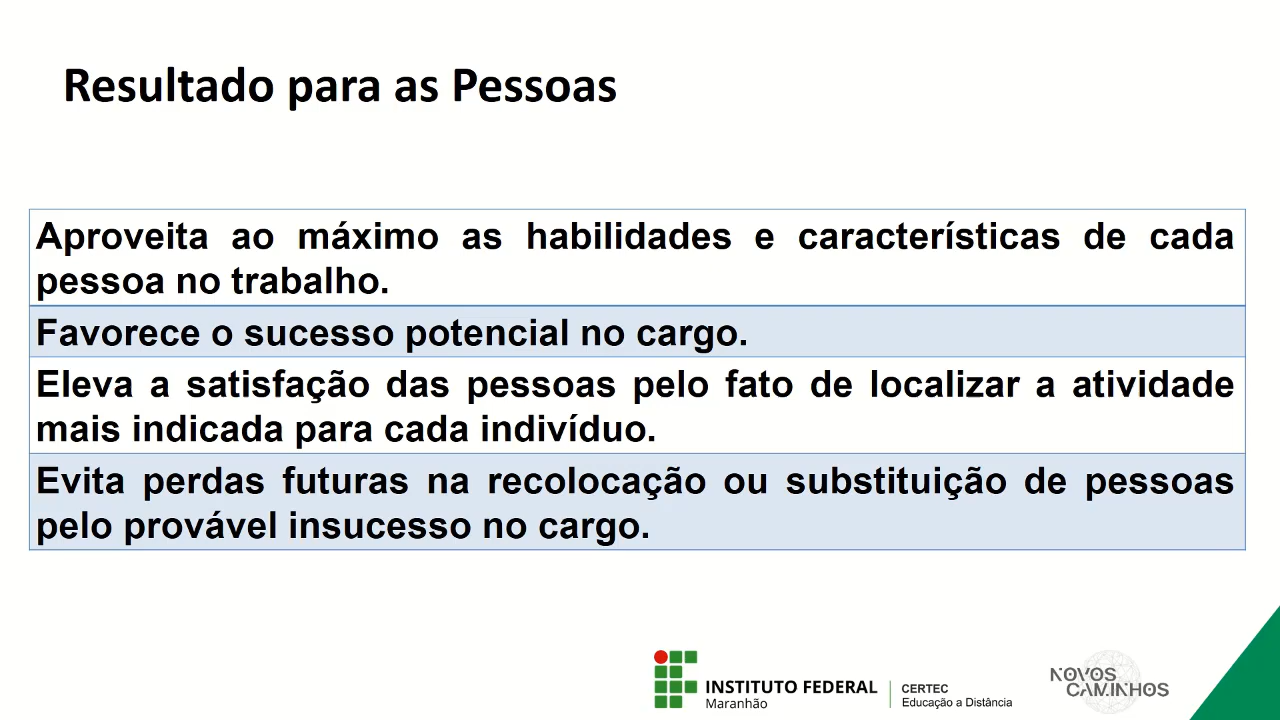 Resultado para as Pessoas
Aproveita ao máximo as habilidades e características de cada
pessoa no trabalho.
Favorece o sucesso potencial no cargo.
Eleva a satisfação das pessoas pelo fato de localizar a atividade
mais indicada para cada indivíduo.
Evita perdas futuras na recolocação ou substituição de pessoas
pelo provável insucesso no cargo.
INSTITUTO FEDERAL
Maranhão
CERTEC
Educação a Distância
NOVOS
CAMINHOS